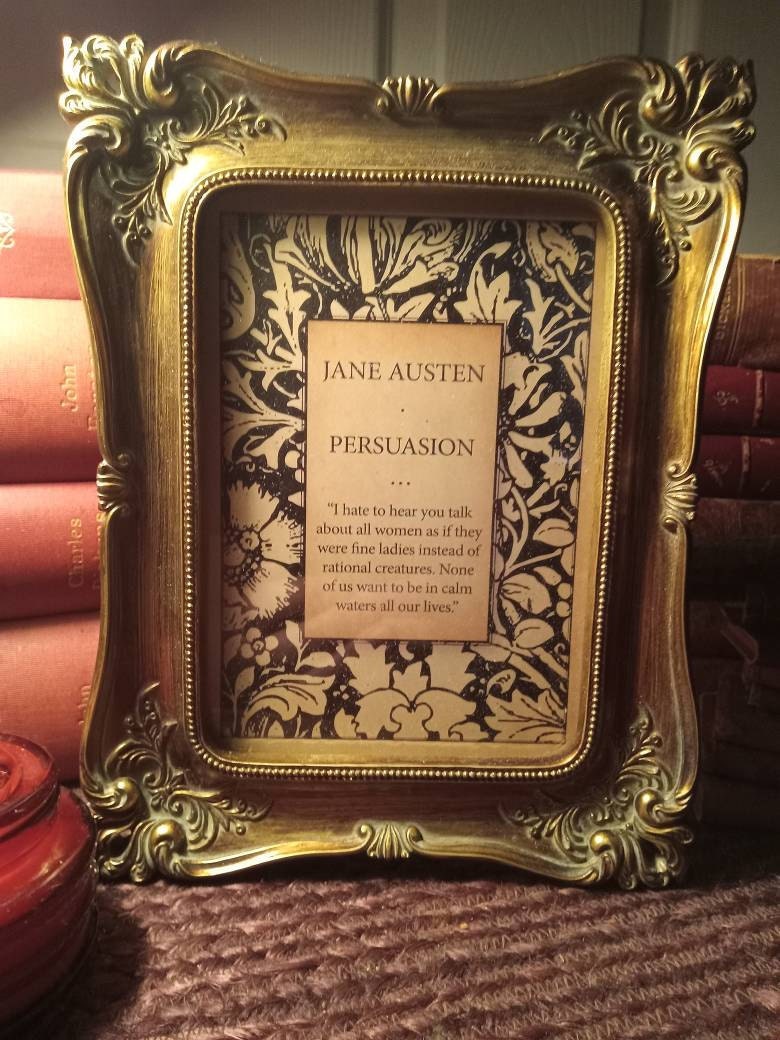 JANE AUSTEN
PERSUASION
...
“I hate to hear you talk
about all women as if they
were fine ladies instead of
rational creatures. None
of us want to be in calm
waters all our lives.”
John
Charles
John